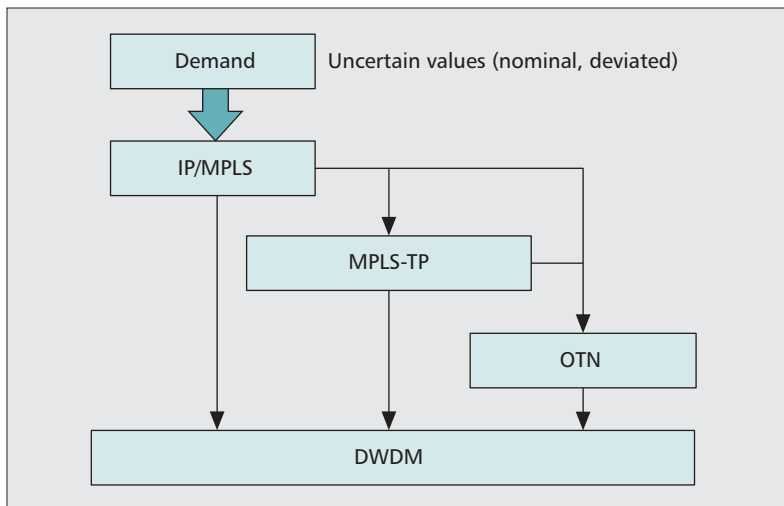 Demand
Uncertain values (nominal, deviated)
IP/MPLS
MPLS-TP
OTN
DWDM